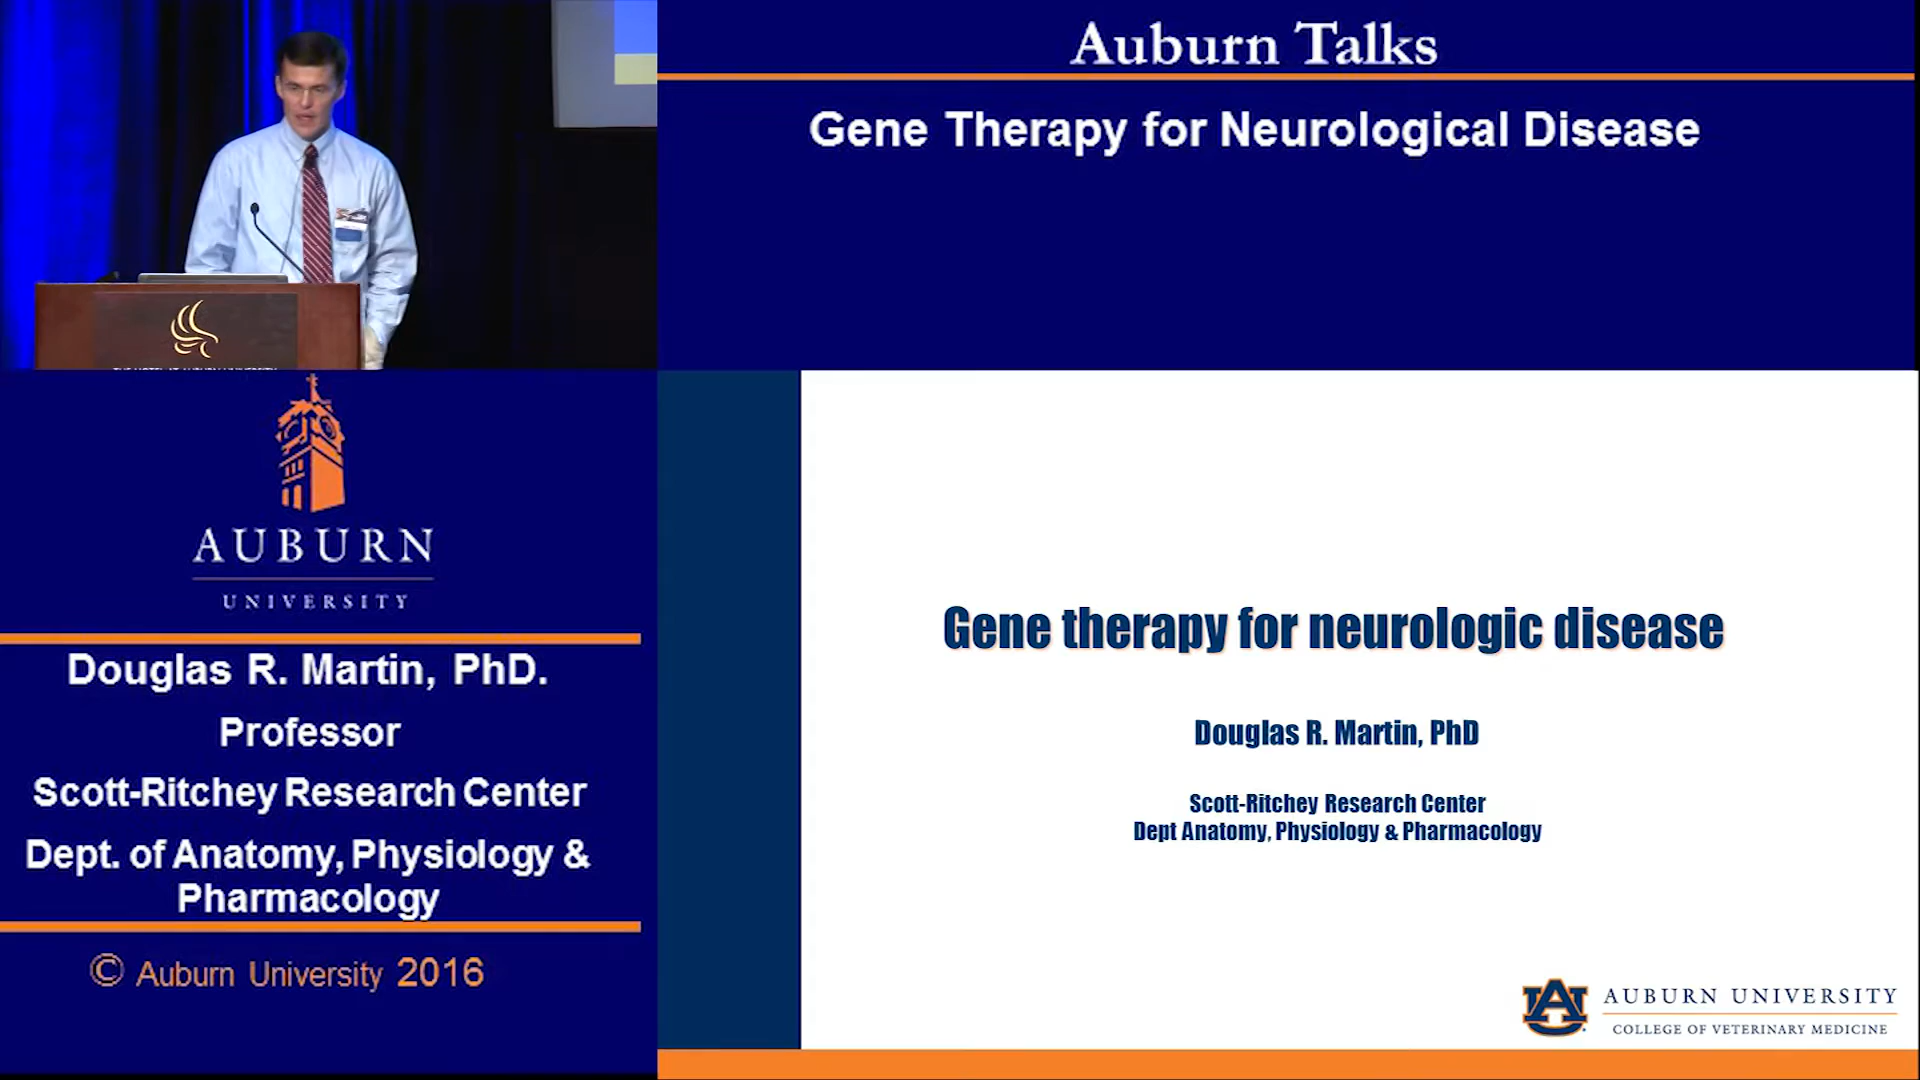 Auburn Talks
Gene Therapy for Neurological Disease
AUBURN
UNIVERSITY
Douglas R. Martin, PhD.
Professor
Scott-Ritchey Research Center
Dept. of Anatomy, Physiology &
Pharmacology
© Auburn University 2016
Gene therapy for neurologic disease
Douglas R. Martin, PhD
Scott-Ritchey Research Center
Dept Anatomy, Physiology & Pharmacology
AU
AUBURN UNIVERSITY
COLLEGE OF VETERINARY MEDICINE